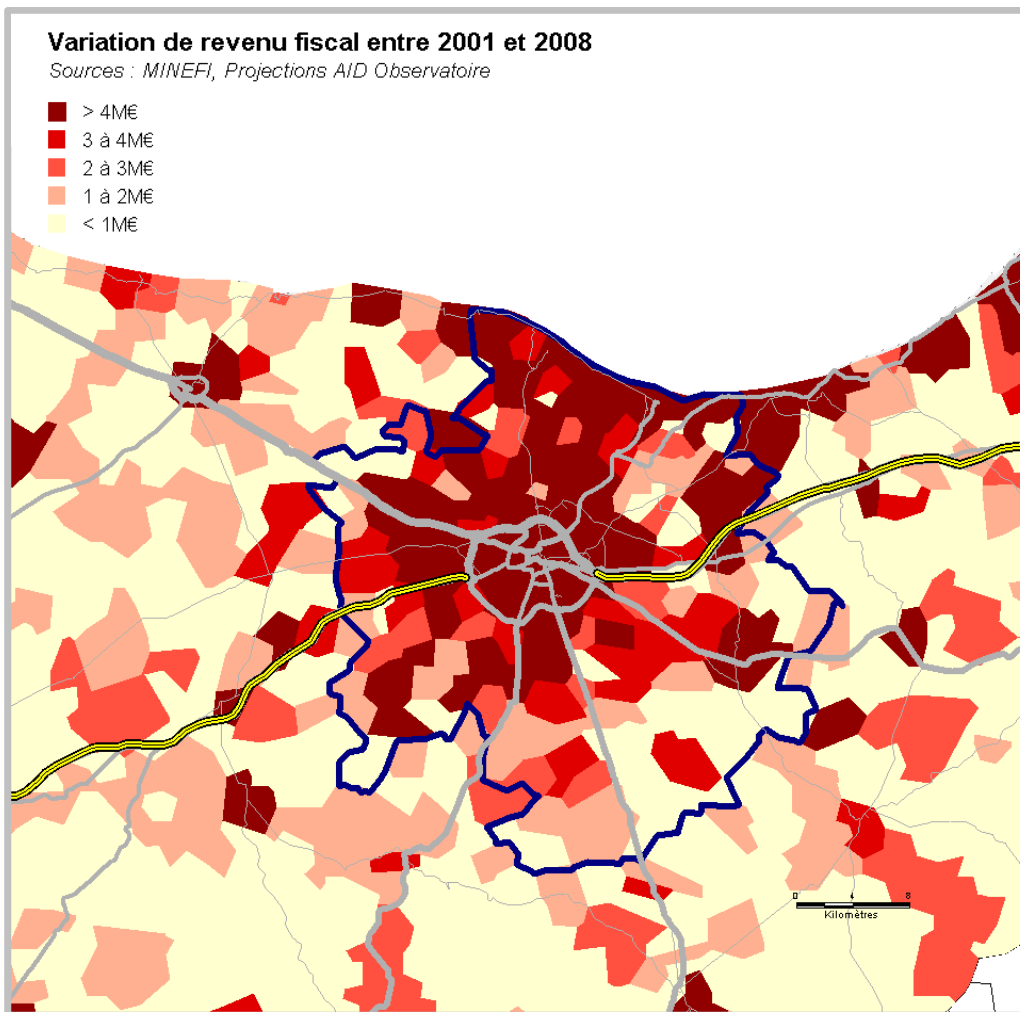 Variation de revenu fiscal entre 2001 et 2008
Sources : MINEFI, Projections AID Observatoire
> 4M€
3 à 4M€
2 à 3M€
1 à 2M€
< 1M€
0 4 8
Kilomètres